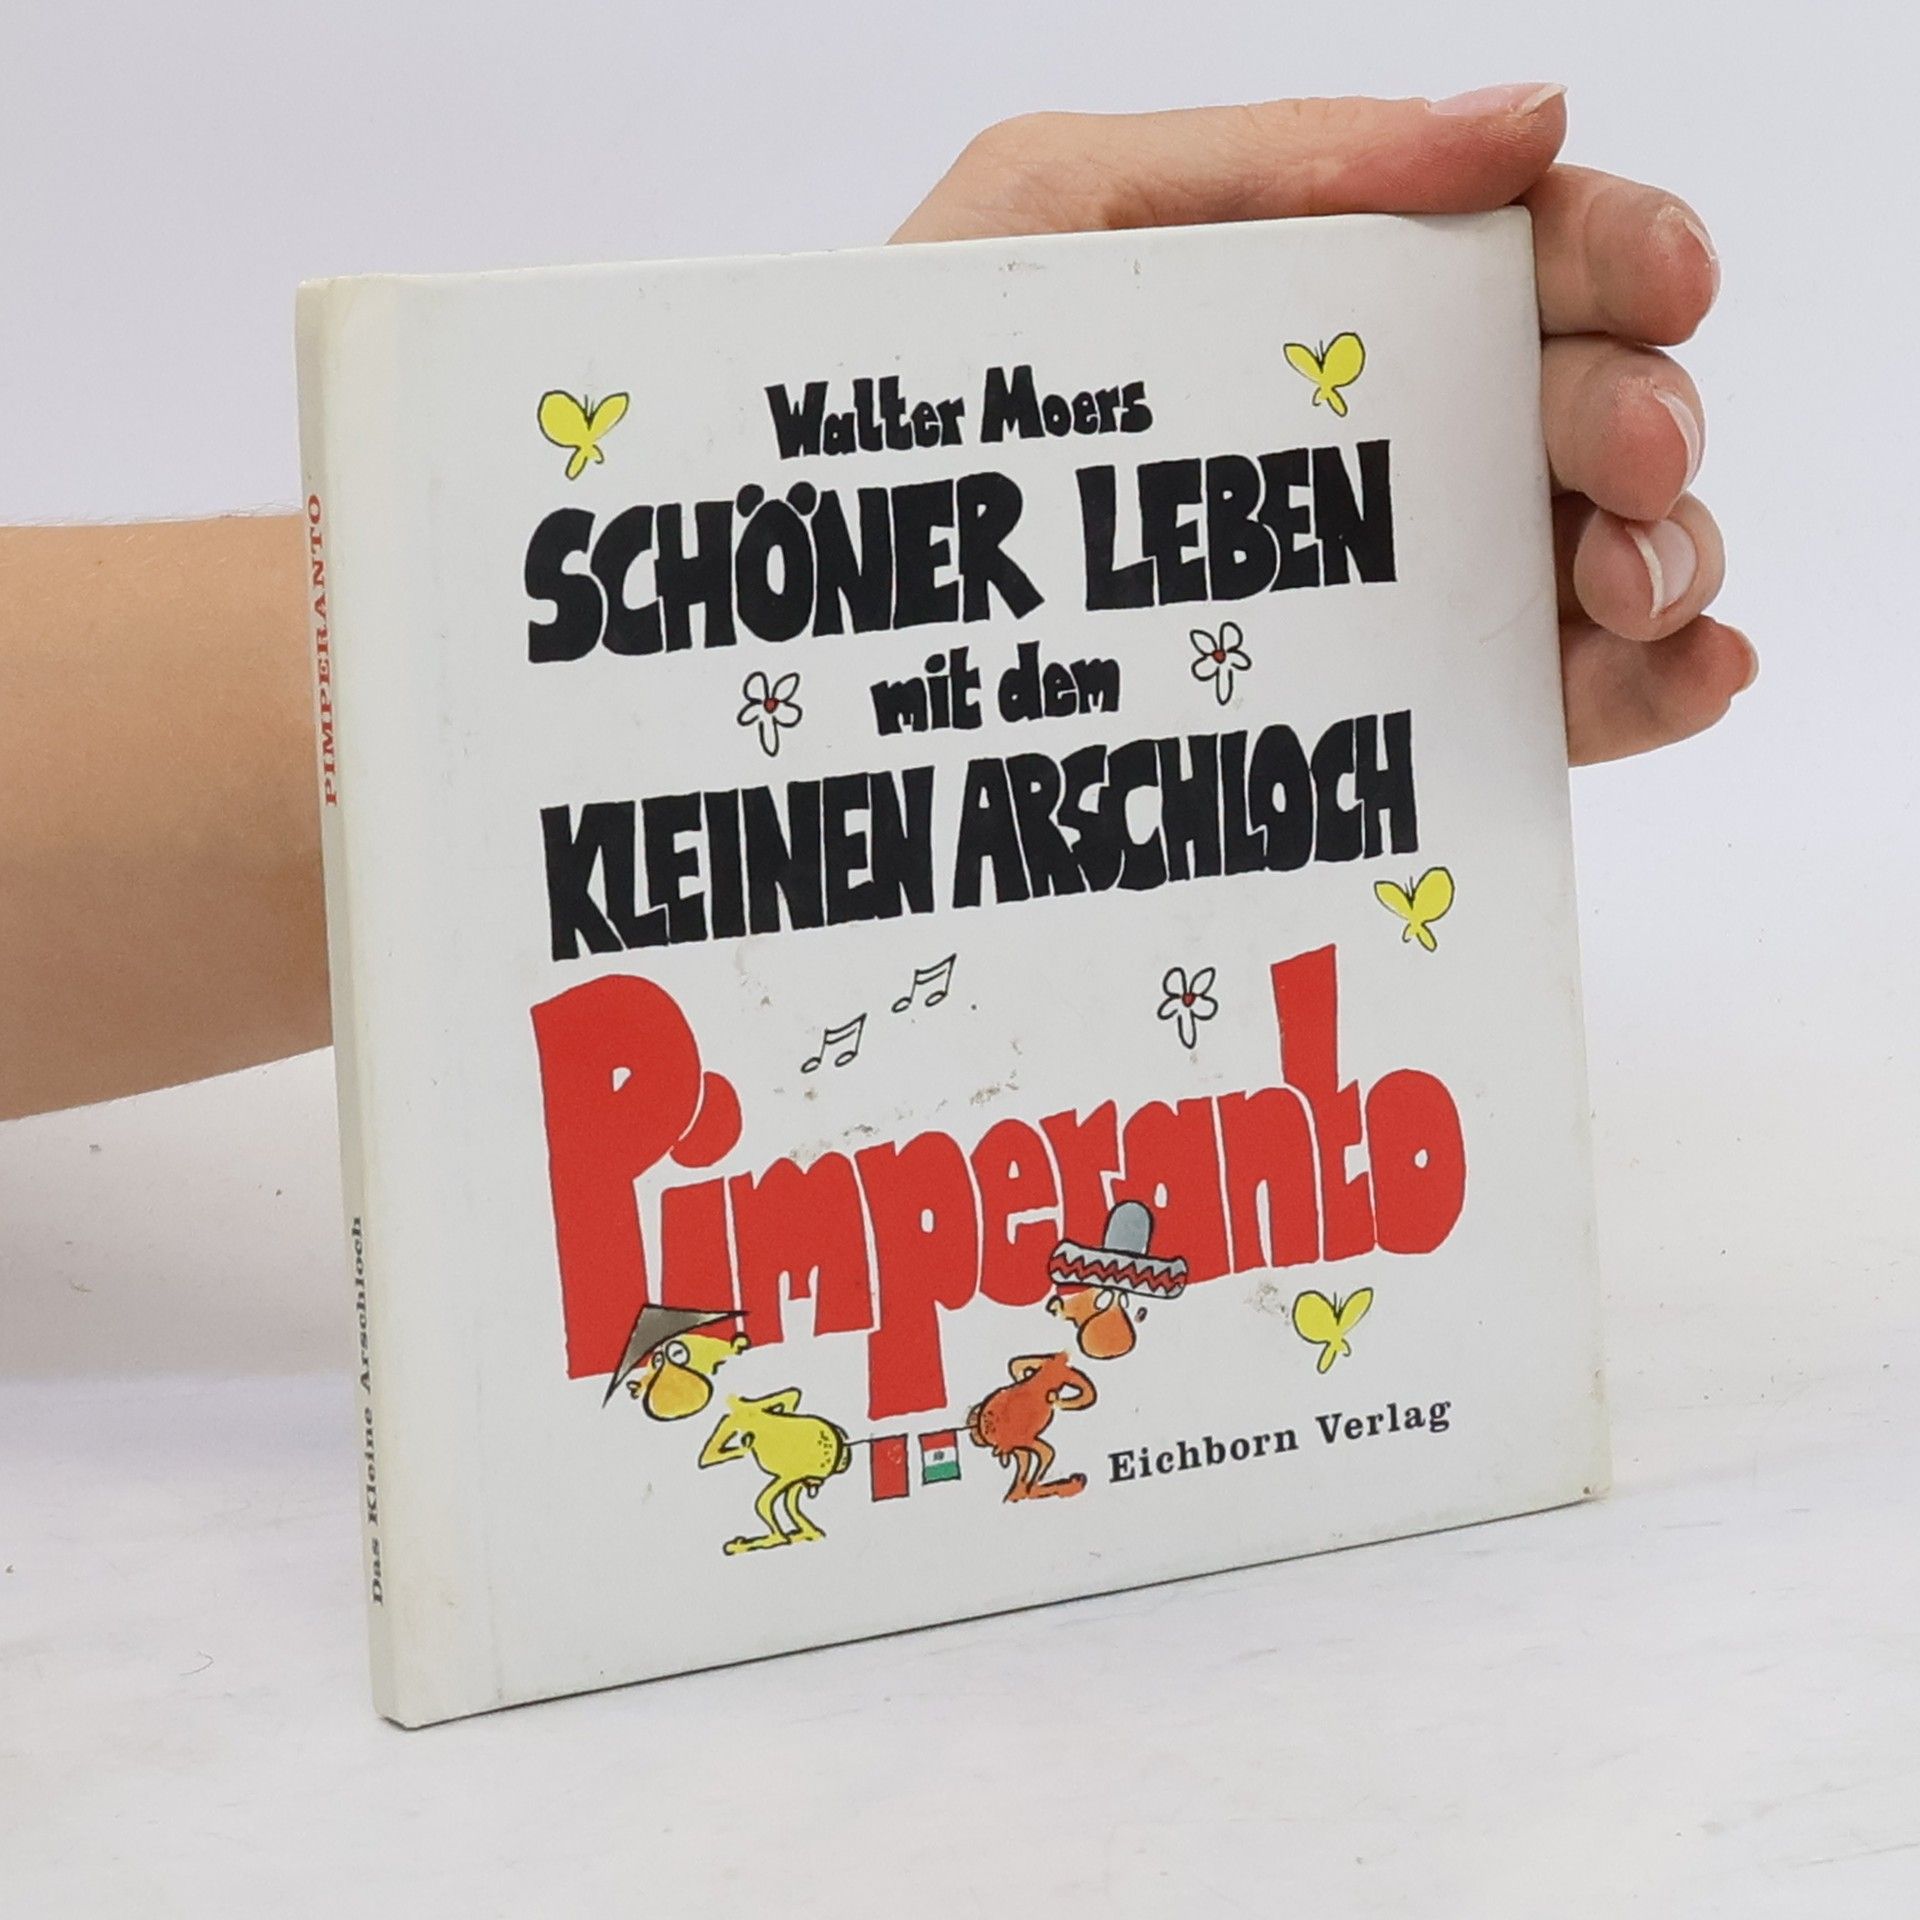 Walter Moers
SCHÖNER LEBEN
mit dem
KLEINEN ARSCHLOCH
Pimperanto
Eichborn Verlag
PIMPERANTO
Das Kleine Arschloch